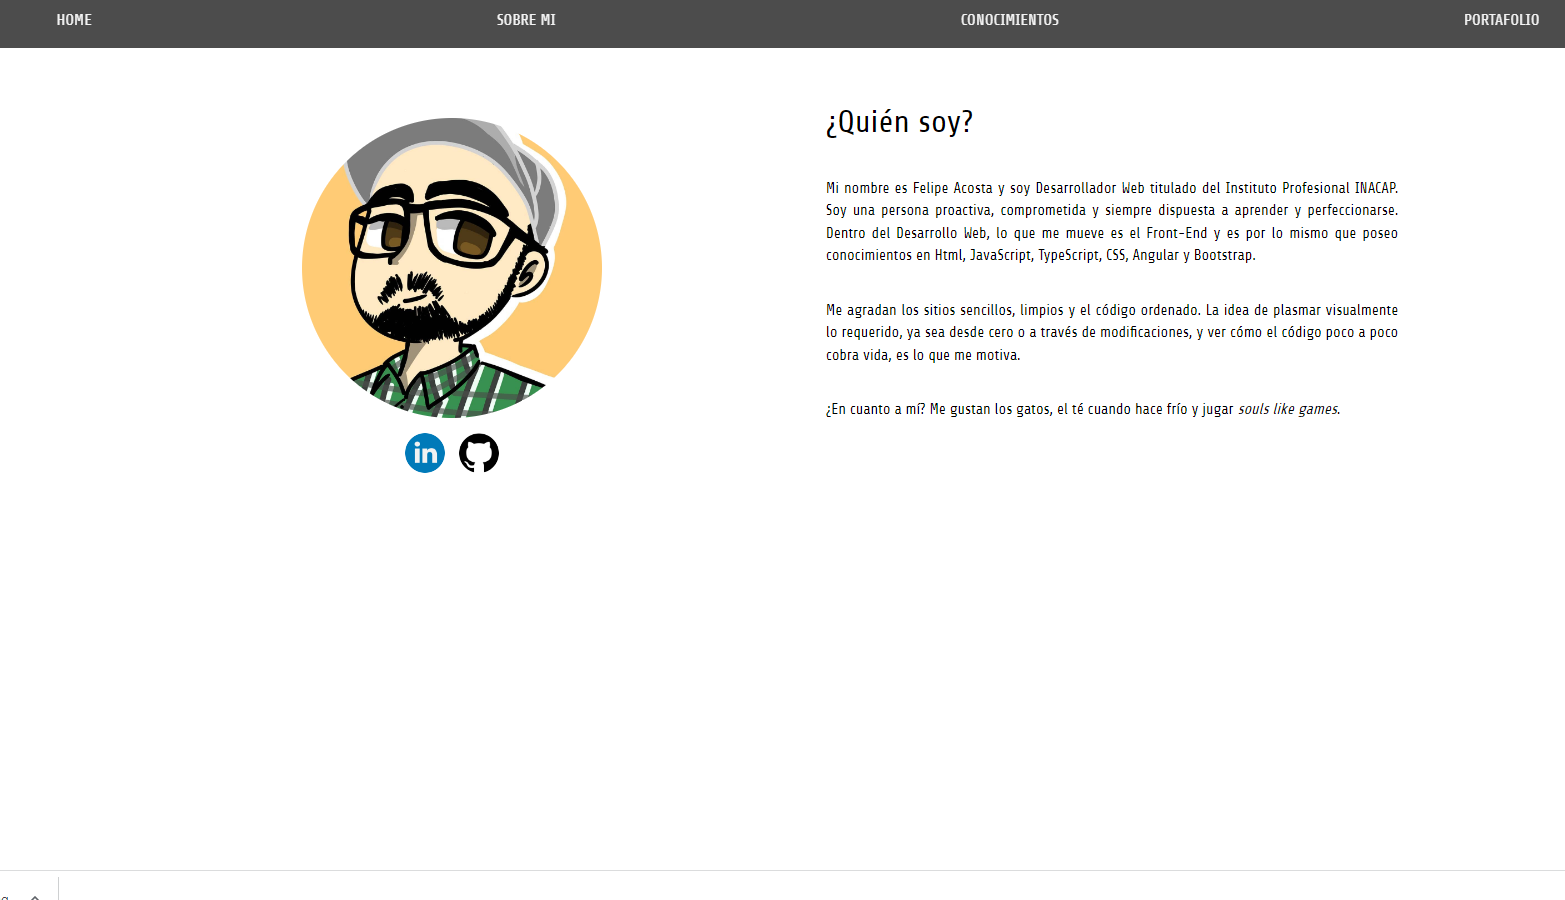 HOME SOBRE MI CONOCIMIENTOS PORTAFOLIO
¿Quién soy?
Mi nombre es Felipe Acosta y soy Desarrollador Web titulado del Instituto Profesional INACAP.
Soy una persona proactiva, comprometida y siempre dispuesta a aprender y perfeccionarse.
Dentro del Desarrollo Web, lo que me mueve es el Front-End y es por lo mismo que poseo
conocimientos en Html, JavaScript, TypeScript, CSS, Angular y Bootstrap.
Me agradan los sitios sencillos, limpios y el código ordenado. La idea de plasmar visualmente
lo requerido, ya sea desde cero o a través de modificaciones, y ver cómo el código poco a poco
cobra vida, es lo que me motiva.
¿En cuanto a mí? Me gustan los gatos, el té cuando hace frío y jugar souls like games.
in